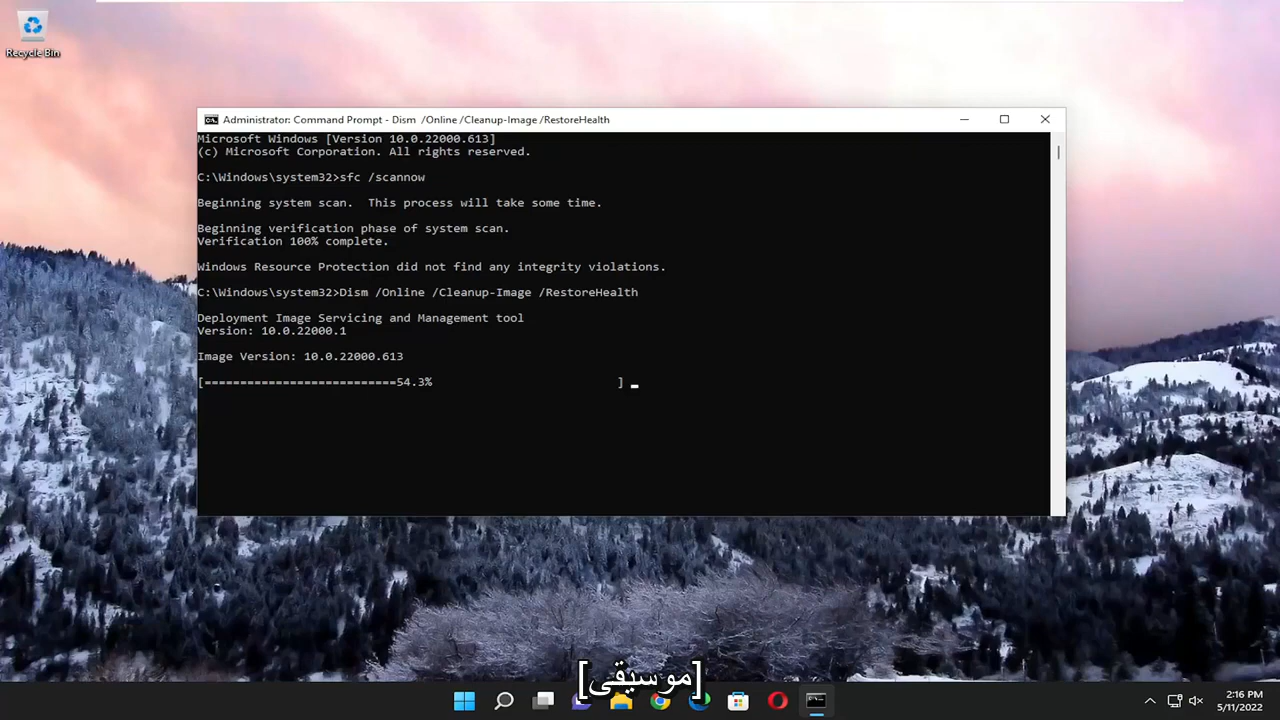 Recycle Bin
Administrator: Command Prompt - Dism  /Online /Cleanup-Image /RestoreHealth
Microsoft Windows [Version 10.0.22000.613]
(c) Microsoft Corporation. All rights reserved.
C:\Windows\system32>sfc /scannow
Beginning system scan.  This process will take some time.
Beginning verification phase of system scan.
Verification 100% complete.
Windows Resource Protection did not find any integrity violations.
C:\Windows\system32>Dism /Online /Cleanup-Image /RestoreHealth
Deployment Image Servicing and Management tool
Version: 10.0.22000.1
Image Version: 10.0.22000.613
[===========================54.3%                          ]
[موسيقى]
2:16 PM
5/11/2022